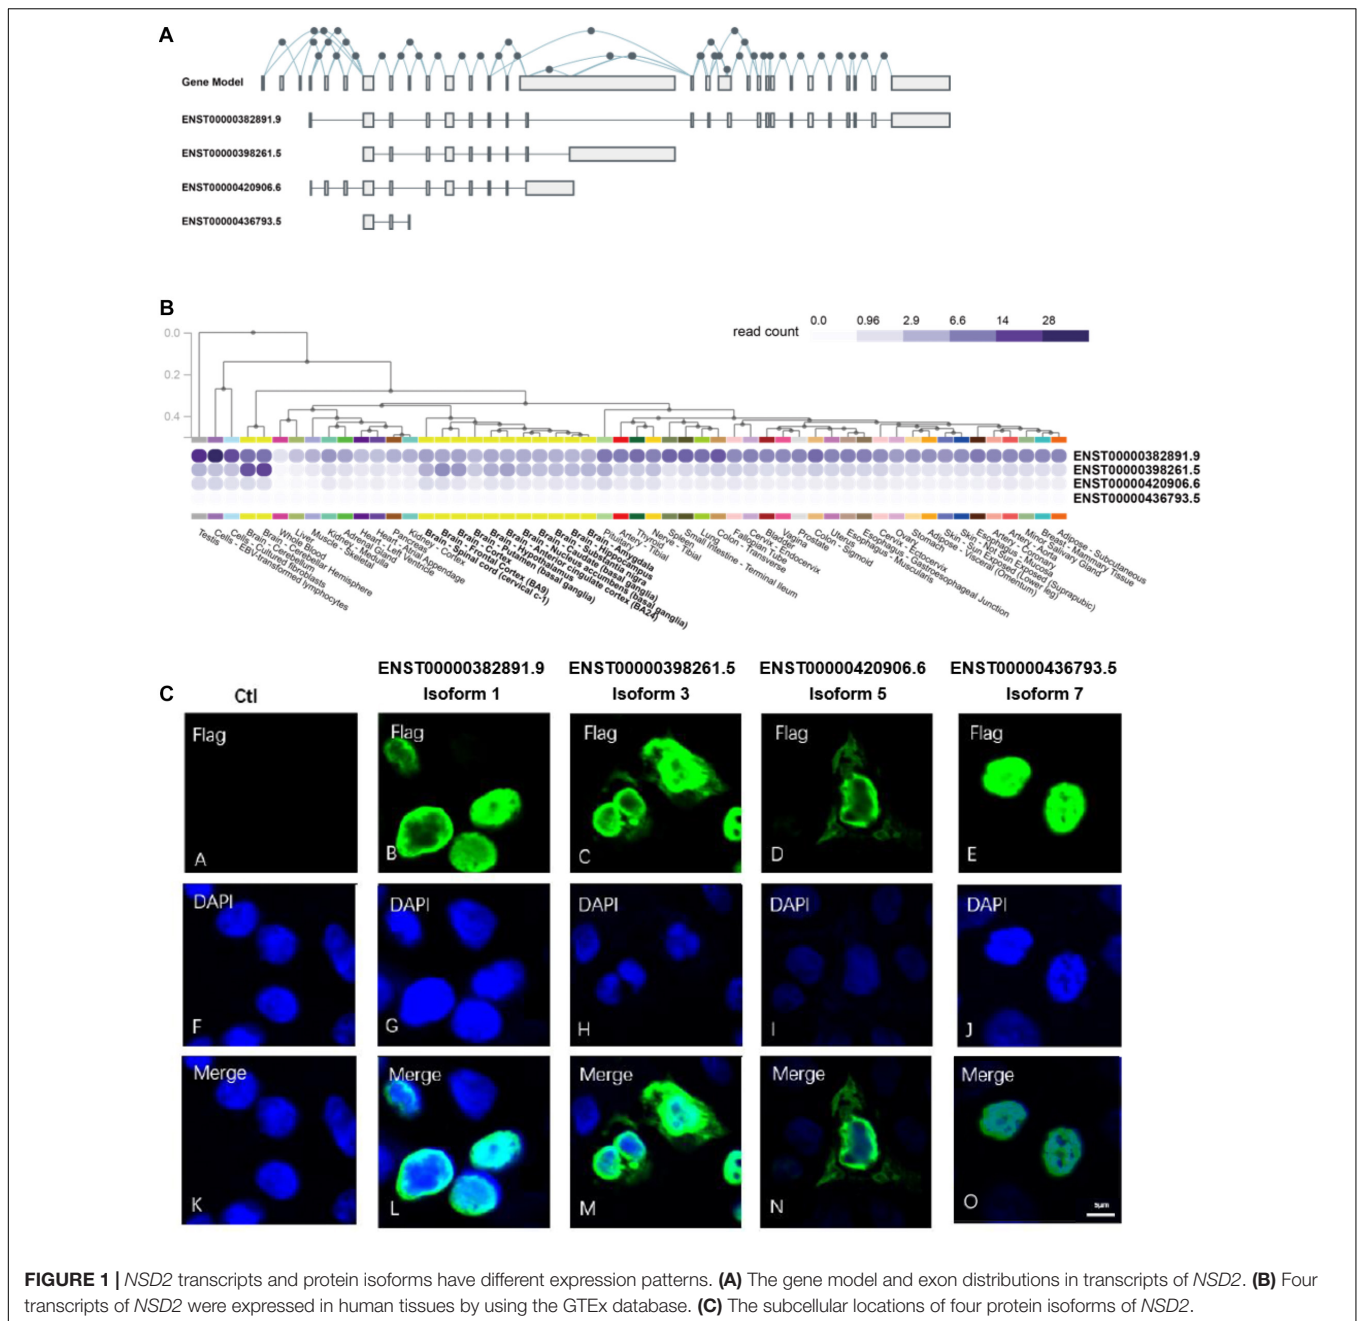 A
Gene Model
ENST00000382891.9
ENST00000398261.5
ENST00000420906.6
ENST00000436793.5
B
read count
0.0 0.96 2.9 6.6 14 28
0.0
0.2
0.4
ENST00000382891.9
ENST00000398261.5
ENST00000420906.6
ENST00000436793.5
Testis
Cells - EBV-transformed lymphocytes
Cells - Cultured fibroblasts
Brain - Cerebellum
Brain - Cerebellar Hemisphere
Whole Blood
Liver
Muscle - Skeletal
Kidney - Medulla
Adrenal Gland
Heart - Left Ventricle
Heart - Atrial Appendage
Pancreas
Kidney - Cortex
Brain - Spinal cord (cervical c-1)
Brain - Frontal Cortex (BA9)
Brain - Cortex
Brain - Putamen (basal ganglia)
Brain - Hypothalamus
Brain - Anterior cingulate cortex (BA24)
Brain - Nucleus accumbens (basal ganglia)
Brain - Caudate (basal ganglia)
Brain - Substantia nigra
Brain - Hippocampus
Brain - Amygdala
Pituitary
Artery - Tibial
Thyroid
Nerve - Tibial
Spleen
Small Intestine - Terminal Ileum
Colon - Transverse
Fallopian Tube
Cervix - Endocervix
Bladder
Vagina
Prostate
Colon - Sigmoid
Uterus
Esophagus - Muscularis
Esophagus - Gastroesophageal Junction
Cervix - Ectocervix
Ovary
Stomach
Adipose - Visceral (Omentum)
Skin - Sun Exposed (Lower leg)
Skin - Not Sun Exposed (Suprapubic)
Esophagus - Mucosa
Artery - Aorta
Artery - Coronary
Minor Salivary Gland
Breast - Mammary Tissue
Adipose - Subcutaneous
C
Ctl
ENST00000382891.9 ENST00000398261.5 ENST00000420906.6 ENST00000436793.5
Isoform 1 Isoform 3 Isoform 5 Isoform 7
Flag Flag Flag Flag Flag
A B C D E
DAPI DAPI DAPI DAPI DAPI
F G H I J
Merge Merge Merge Merge Merge
K L M N O
FIGURE 1 | NSD2 transcripts and protein isoforms have different expression patterns. (A) The gene model and exon distributions in transcripts of NSD2. (B) Four
transcripts of NSD2 were expressed in human tissues by using the GTEx database. (C) The subcellular locations of four protein isoforms of NSD2.